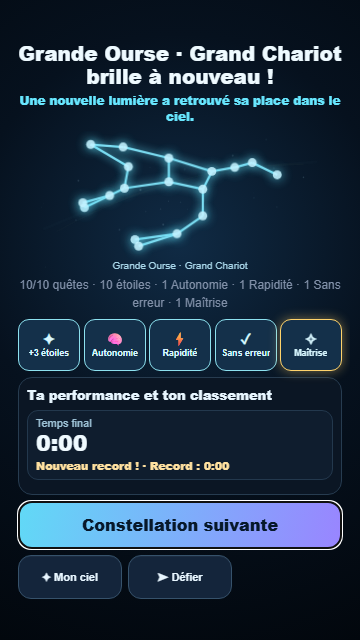 Grande Ourse · Grand Chariot
brille à nouveau !
Une nouvelle lumière a retrouvé sa place dans le
ciel.
Grande Ourse · Grand Chariot
10/10 quêtes · 10 étoiles · 1 Autonomie · 1 Rapidité · 1 Sans
erreur · 1 Maîtrise
+3 étoiles
Autonomie
Rapidité
Sans erreur
Maîtrise
Ta performance et ton classement
Temps final
0:00
Nouveau record ! · Record : 0:00
Constellation suivante
✦ Mon ciel
➤ Défier